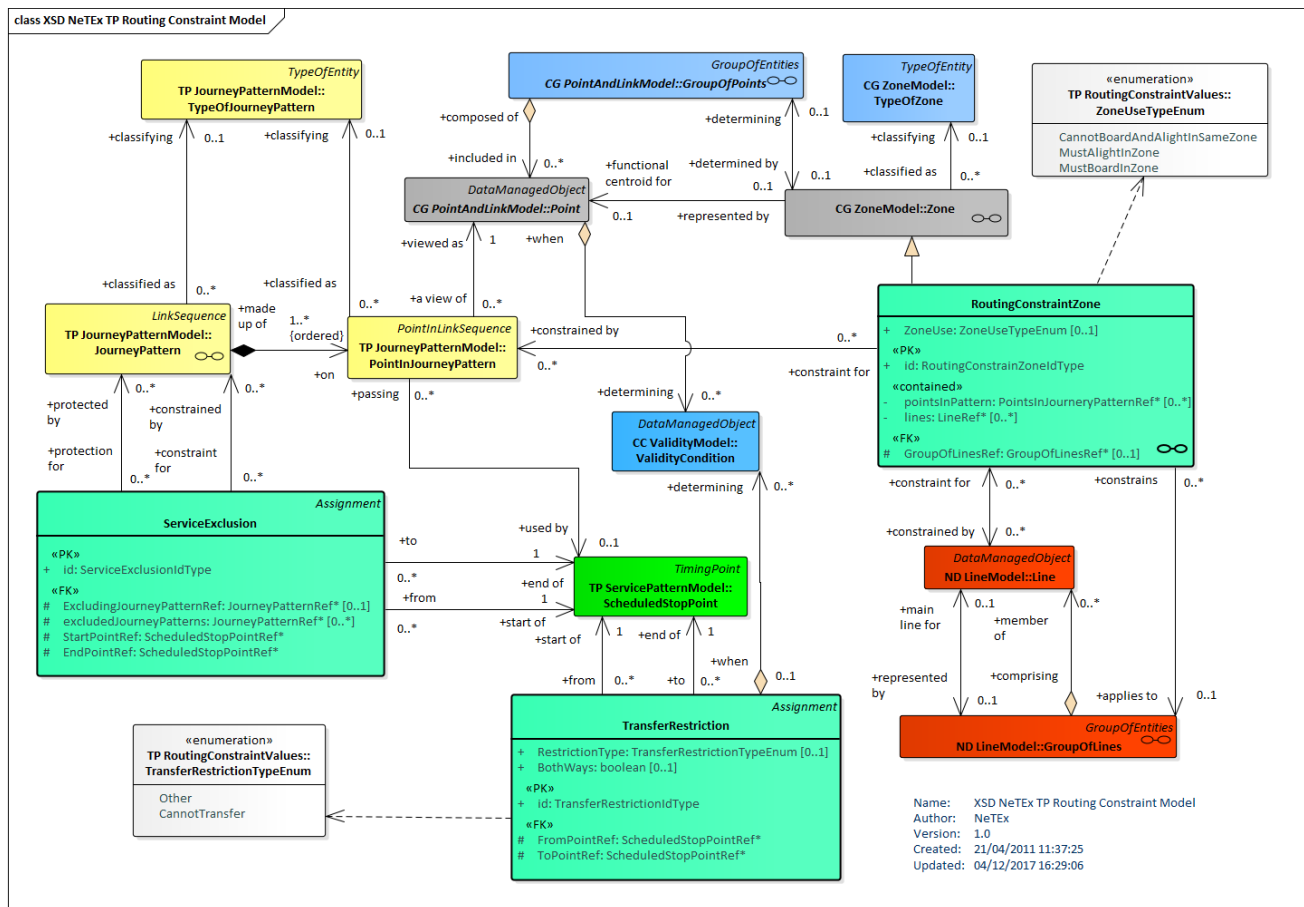 class XSD NeTEx TP Routing Constraint Model
TypeOfEntity
TP JourneyPatternModel::
TypeOfJourneyPattern
GroupOfEntities
CG PointAndLinkModel::GroupOfPoints
TypeOfEntity
CG ZoneModel::
TypeOfZone
«enumeration»
TP RoutingConstraintValues::
ZoneUseTypeEnum
CannotBoardAndAlightInSameZone
MustAlightInZone
MustBoardInZone
+classifying
0..1
+classifying
0..1
+composed of
+included in
0..*
+determining
0..1
+determined by
0..1
+classifying
0..1
+classified as
0..*
+functional
centroid for
0..1
0..1
+represented by
DataManagedObject
CG PointAndLinkModel::Point
CG ZoneModel::Zone
+viewed as
1
+when
+a view of
0..*
+classified as
0..*
+classified as
0..*
LinkSequence
TP JourneyPatternModel::
JourneyPattern
+made
up of
1..*
{ordered}
+on
PointInLinkSequence
TP JourneyPatternModel::
PointInJourneyPattern
+constrained by
0..*
0..*
+constraint for
RoutingConstraintZone
+ ZoneUse: ZoneUseTypeEnum [0..1]
«PK»
+ id: RoutingConstrainZoneIdType
«contained»
- pointsInPattern: PointsInJourneryPatternRef* [0..*]
- lines: LineRef* [0..*]
«FK»
# GroupOfLinesRef: GroupOfLinesRef* [0..1]
+protected
by
0..*
+constrained
by
0..*
+protection
for
0..*
+constraint
for
0..*
+passing
0..*
+determining
0..*
DataManagedObject
CC ValidityModel::
ValidityCondition
+determining
0..*
+constraint for
0..*
+constrains
0..*
+constrained by
0..*
Assignment
ServiceExclusion
«PK»
+ id: ServiceExclusionIdType
«FK»
# ExcludingJourneyPatternRef: JourneyPatternRef* [0..1]
# excludedJourneyPatterns: JourneyPatternRef* [0..*]
# StartPointRef: ScheduledStopPointRef*
# EndPointRef: ScheduledStopPointRef*
+to
0..*
1
+end of
+from
0..*
1
+start of
+used by
0..1
TimingPoint
TP ServicePatternModel::
ScheduledStopPoint
DataManagedObject
ND LineModel::Line
+main
line for
0..1
+member
of
0..*
+represented
by
0..1
+comprising
+applies to
0..1
GroupOfEntities
ND LineModel::GroupOfLines
+start of
1
+end of
1
+from
0..*
+to
0..*
+when
0..1
Assignment
TransferRestriction
+ RestrictionType: TransferRestrictionTypeEnum [0..1]
+ BothWays: boolean [0..1]
«PK»
+ id: TransferRestrictionIdType
«FK»
# FromPointRef: ScheduledStopPointRef*
# ToPointRef: ScheduledStopPointRef*
«enumeration»
TP RoutingConstraintValues::
TransferRestrictionTypeEnum
Other
CannotTransfer
Name: XSD NeTEx TP Routing Constraint Model
Author: NeTEx
Version: 1.0
Created: 21/04/2011 11:37:25
Updated: 04/12/2017 16:29:06